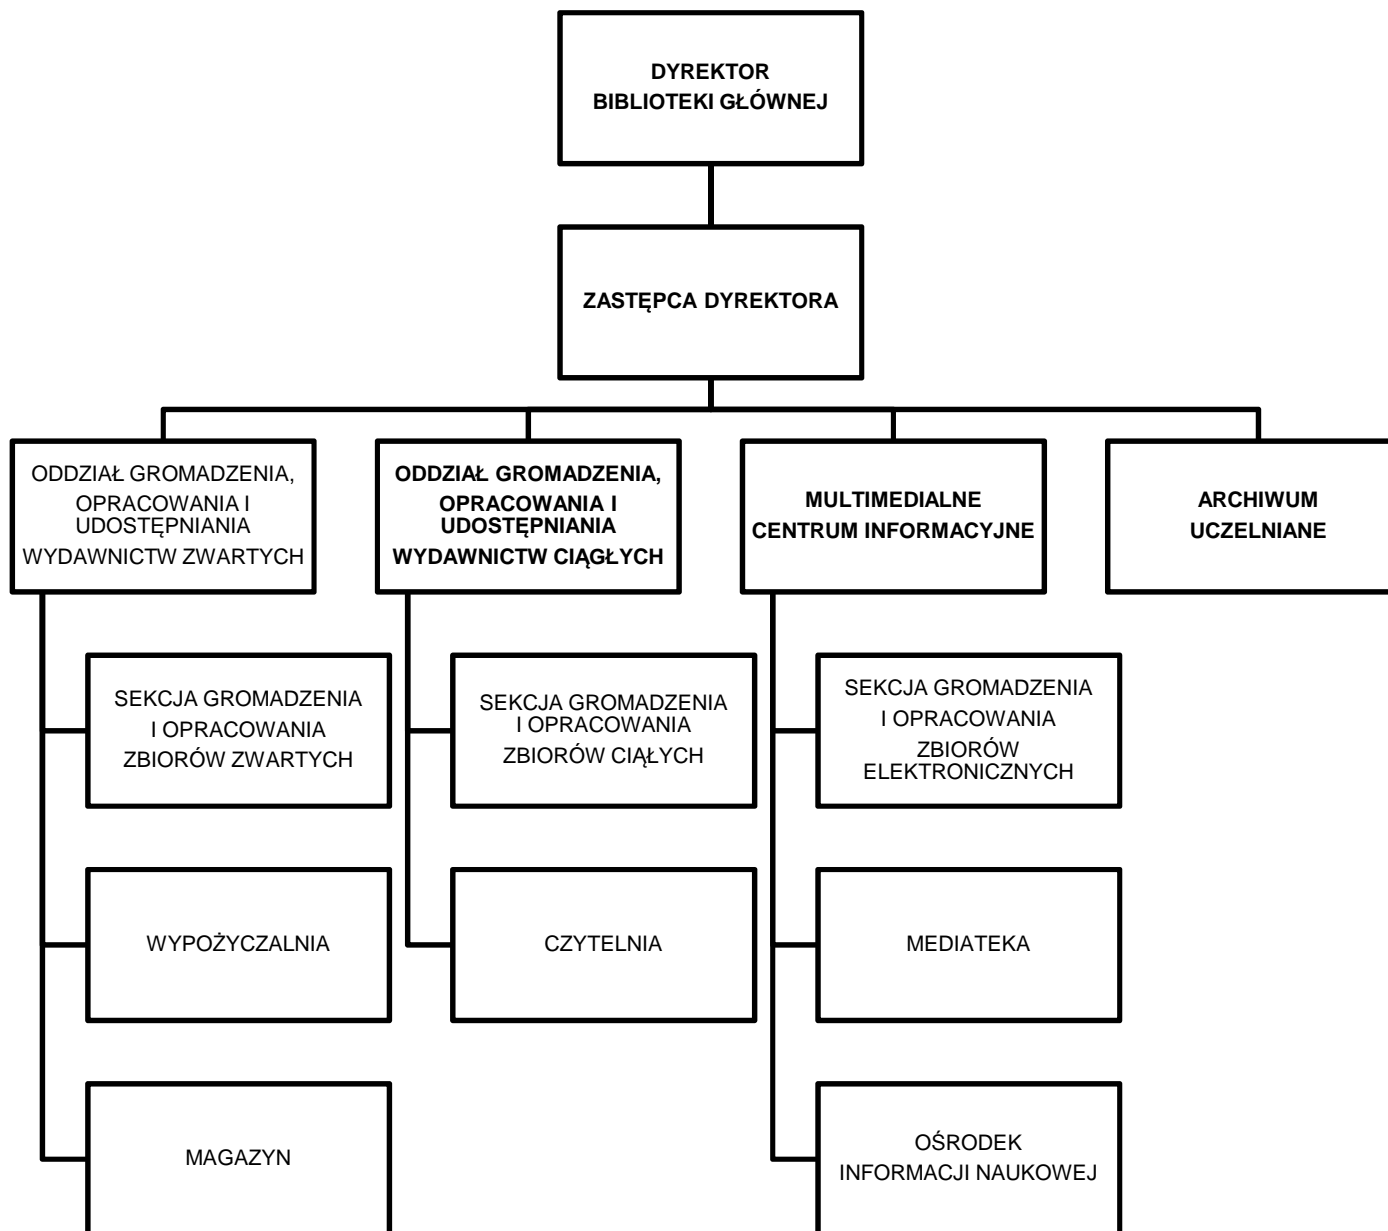 DYREKTOR
BIBLIOTEKI GŁÓWNEJ
ZASTĘPCA DYREKTORA
ODDZIAŁ GROMADZENIA,
OPRACOWANIA I
UDOSTĘPNIANIA
WYDAWNICTW ZWARTYCH
ODDZIAŁ GROMADZENIA,
OPRACOWANIA I
UDOSTĘPNIANIA
WYDAWNICTW CIĄGŁYCH
MULTIMEDIALNE
CENTRUM INFORMACYJNE
ARCHIWUM
UCZELNIANE
SEKCJA GROMADZENIA
I OPRACOWANIA
ZBIORÓW ZWARTYCH
SEKCJA GROMADZENIA
I OPRACOWANIA
ZBIORÓW CIĄŁYCH
SEKCJA GROMADZENIA
I OPRACOWANIA
ZBIORÓW
ELEKTRONICZNYCH
WYPOŻYCZALNIA
CZYTELNIA
MEDIATEKA
MAGAZYN
OŚRODEK
INFORMACJI NAUKOWEJ